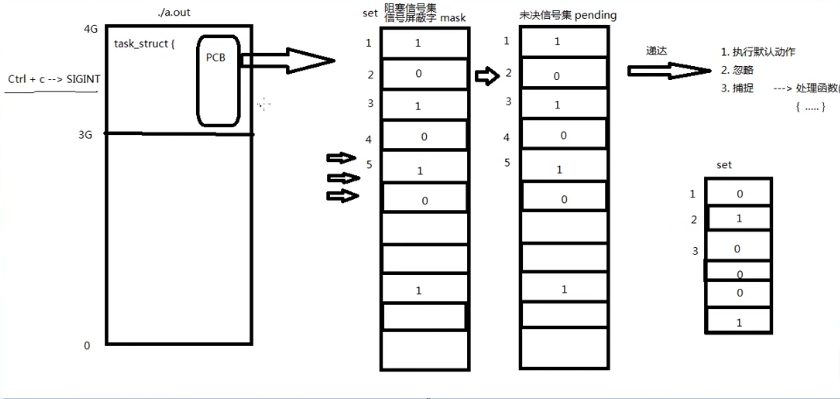 ./a.out
4G
task_struct {
PCB
Ctrl + c --> SIGINT
3G
0
set
阻塞信号集
信号屏蔽字 mask
1
1
2
0
3
1
4
0
5
1
0
1
未决信号集 pending
1
1
2
0
3
1
4
0
5
1
0
1
递达
1. 执行默认动作
2. 忽略
3. 捕捉 ---> 处理函数
{ ..... }
set
1
0
2
1
3
0
0
0
1